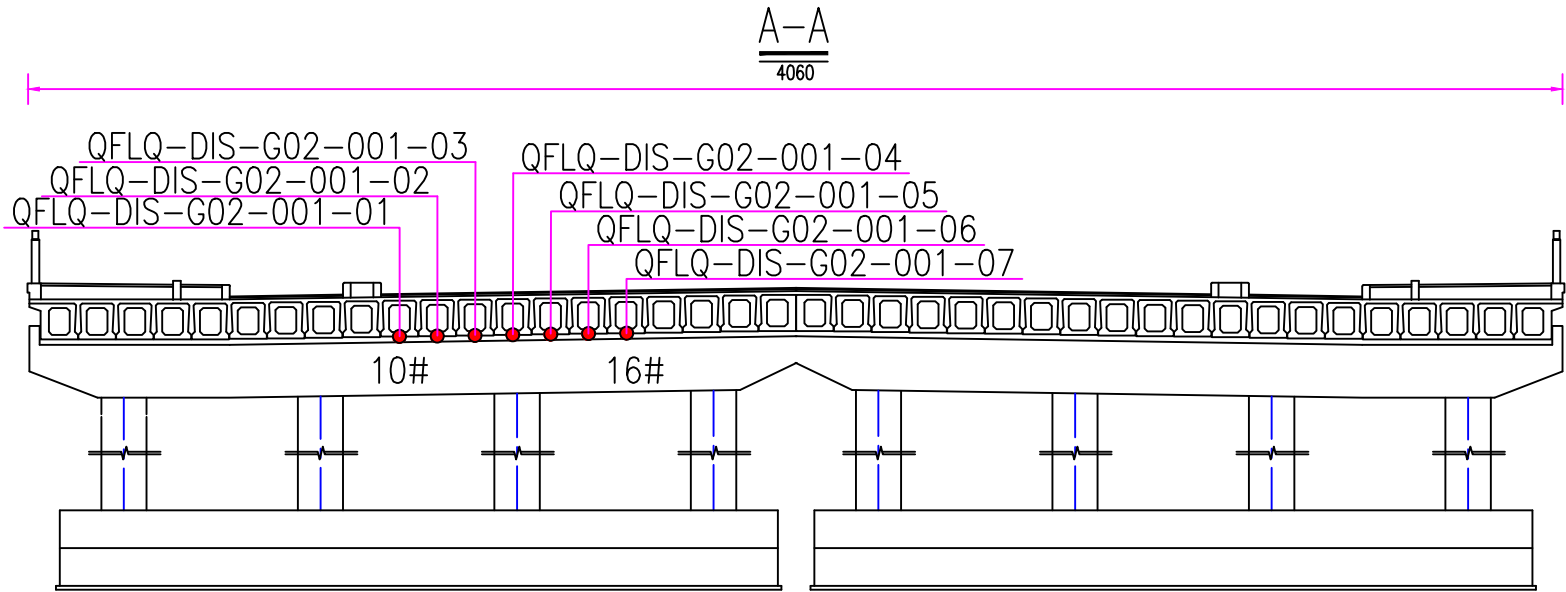 A-A
4060
QFLQ-DIS-G02-001-03
QFLQ-DIS-G02-001-04
QFLQ-DIS-G02-001-02
QFLQ-DIS-G02-001-05
QFLQ-DIS-G02-001-01
QFLQ-DIS-G02-001-06
QFLQ-DIS-G02-001-07
10#
16#